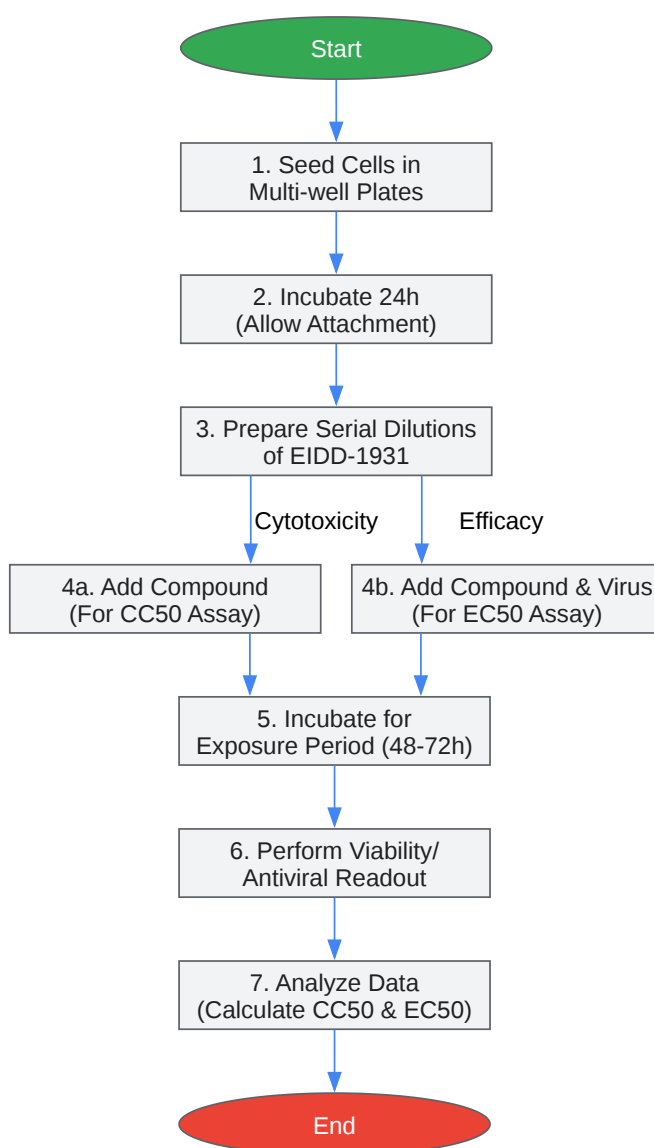 Start
1. Seed Cells in
Multi-well Plates
2. Incubate 24h
(Allow Attachment)
3. Prepare Serial Dilutions
of EIDD-1931
Cytotoxicity
Efficacy
4a. Add Compound
(For CC50 Assay)
4b. Add Compound & Virus
(For EC50 Assay)
5. Incubate for
Exposure Period (48-72h)
6. Perform Viability/
Antiviral Readout
7. Analyze Data
(Calculate CC50 & EC50)
End